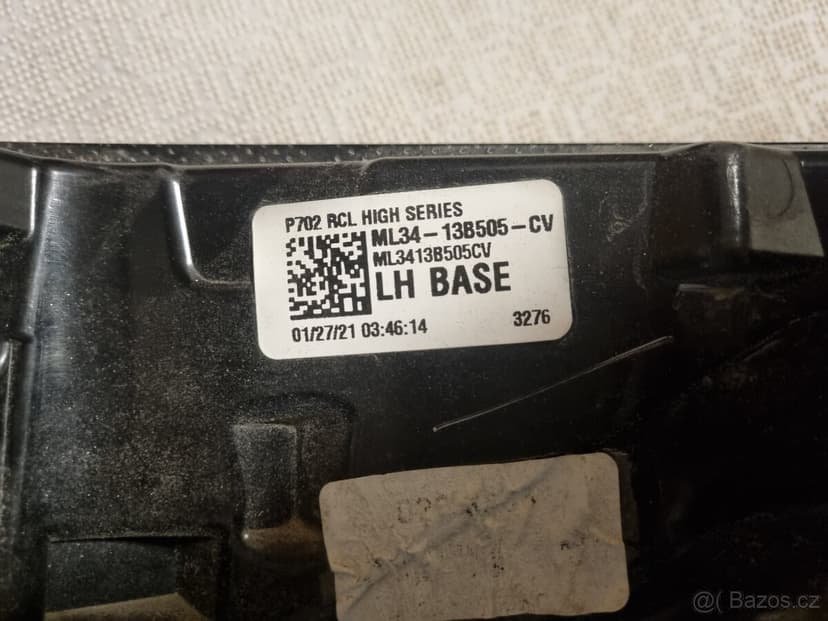 P702 RCL HIGH SERIES
ML34-13B505-CV
ML3413B505CV
LH BASE
01/27/21 03:46:14 3276
@( Bazos.cz